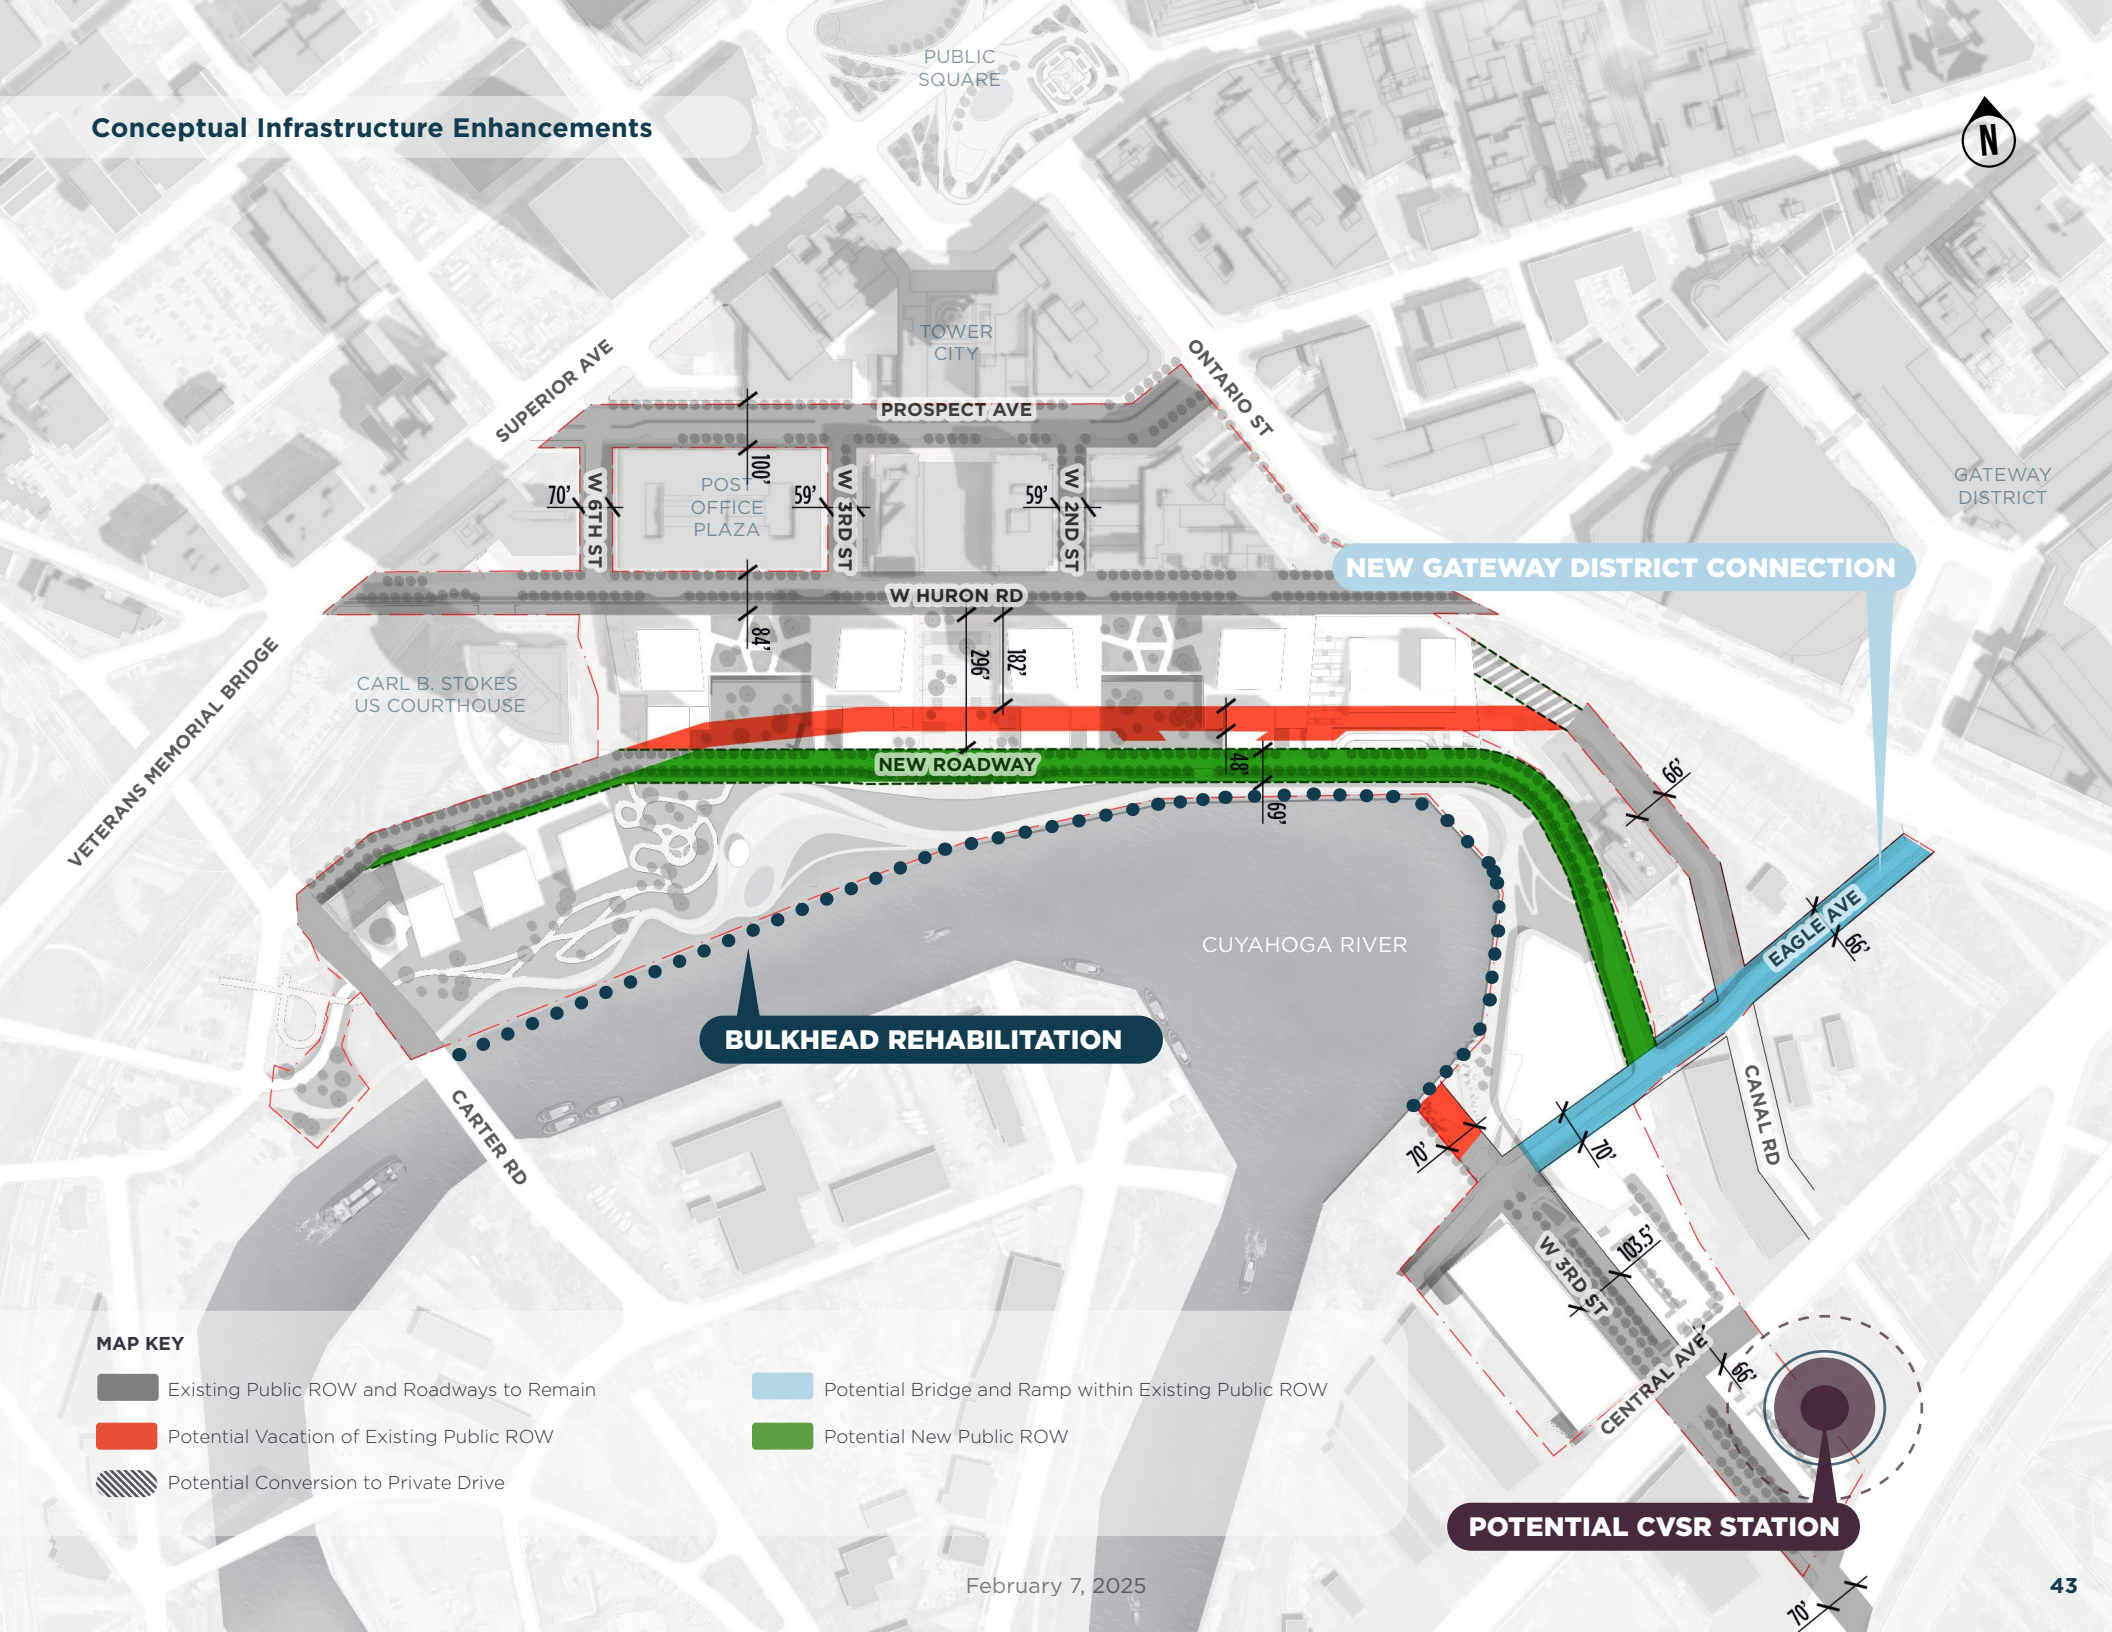 PUBLIC
SQUARE
Conceptual Infrastructure Enhancements
N
TOWER
CITY
SUPERIOR AVE
ONTARIO ST
PROSPECT AVE
100'
GATEWAY
DISTRICT
70'
W 6TH ST
POST
OFFICE
PLAZA
59'
W 3RD ST
59'
W 2ND ST
NEW GATEWAY DISTRICT CONNECTION
W HURON RD
84'
296'
182'
VETERANS MEMORIAL BRIDGE
CARL B. STOKES
US COURTHOUSE
NEW ROADWAY
48'
69'
66'
EAGLE AVE
66'
CUYAHOGA RIVER
BULKHEAD REHABILITATION
CARTER RD
CANAL RD
70'
70'
W 3RD ST
103.5'
CENTRAL AVE
66'
MAP KEY
Existing Public ROW and Roadways to Remain
Potential Vacation of Existing Public ROW
Potential Conversion to Private Drive
Potential Bridge and Ramp within Existing Public ROW
Potential New Public ROW
POTENTIAL CVSR STATION
70'
February 7, 2025
43